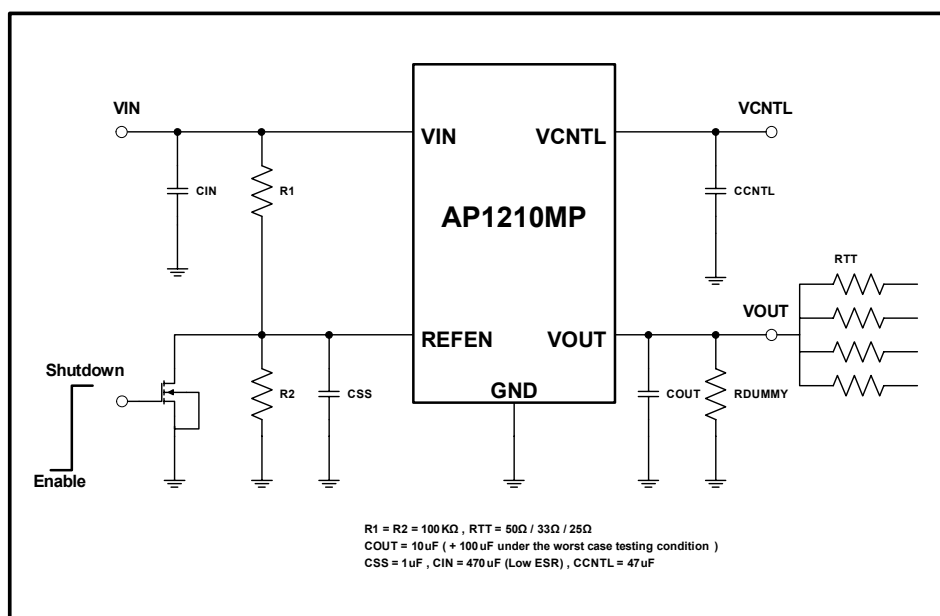 VIN
VCNTL
VIN
VCNTL
CIN
R1
CCNTL
AP1210MP
RTT
VOUT
REFEN
VOUT
Shutdown
R2
CSS
GND
COUT
RDUMMY
Enable
R1 = R2 = 100KΩ , RTT = 50Ω / 33Ω / 25Ω
COUT = 10uF ( + 100uF under the worst case testing condition )
CSS = 1uF , CIN = 470uF (Low ESR) , CCNTL = 47uF